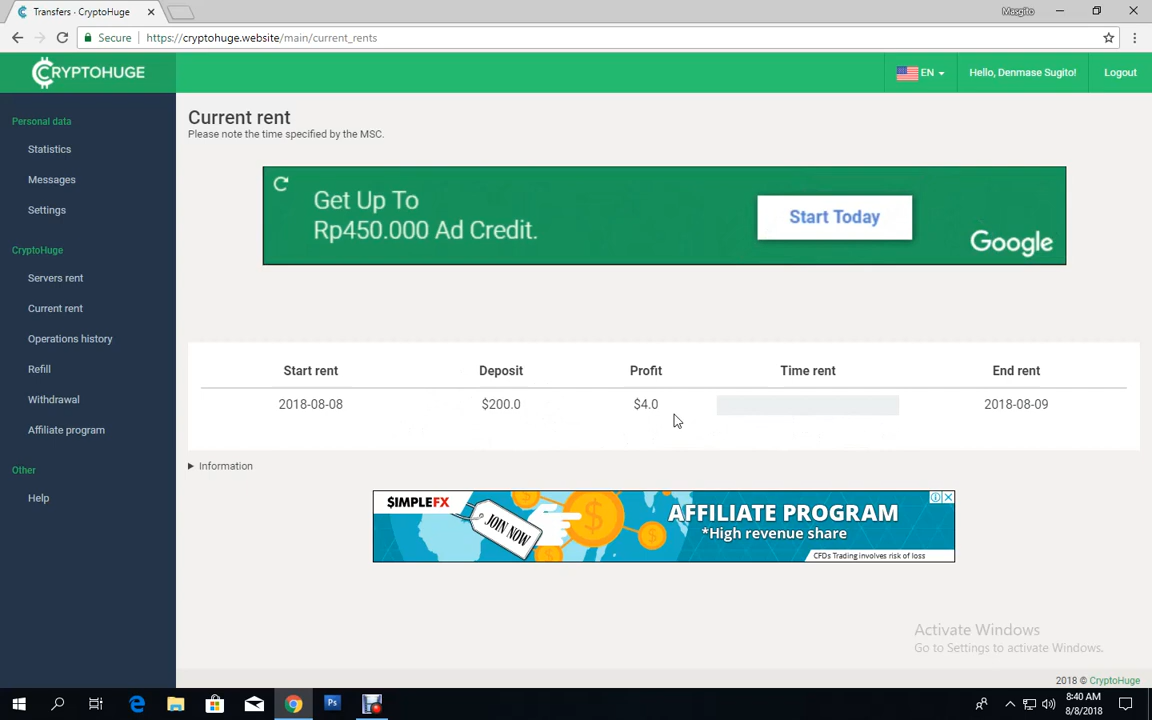 Transfers - CryptoHuge
Masgito
Secure
https://cryptohuge.website/main/current_rents
CRYPTOHUGE
EN
Hello, Denmase Sugito!
Logout
Personal data
Statistics
Messages
Settings
CryptoHuge
Servers rent
Current rent
Operations history
Refill
Withdrawal
Affiliate program
Other
Help
Current rent
Please note the time specified by the MSC.
Get Up To
Rp450.000 Ad Credit.
Start Today
Google
Start rent Deposit Profit Time rent End rent
2018-08-08 $200.0 $4.0 2018-08-09
Information
$IMPLEFX
JOIN NOW
AFFILIATE PROGRAM
*High revenue share
CFDs Trading involves risk of loss
Activate Windows
Go to Settings to activate Windows.
2018 © CryptoHuge
Ps
8:40 AM
8/8/2018